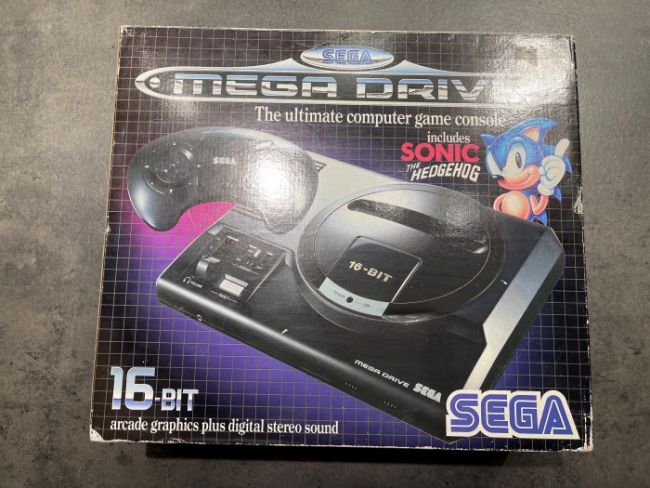 SEGA
MEGA DRIVE
The ultimate computer game console
includes
SONIC
THE
HEDGEHOG
SEGA
16-BIT
MEGA DRIVE SEGA
16-BIT
SEGA
arcade graphics plus digital stereo sound